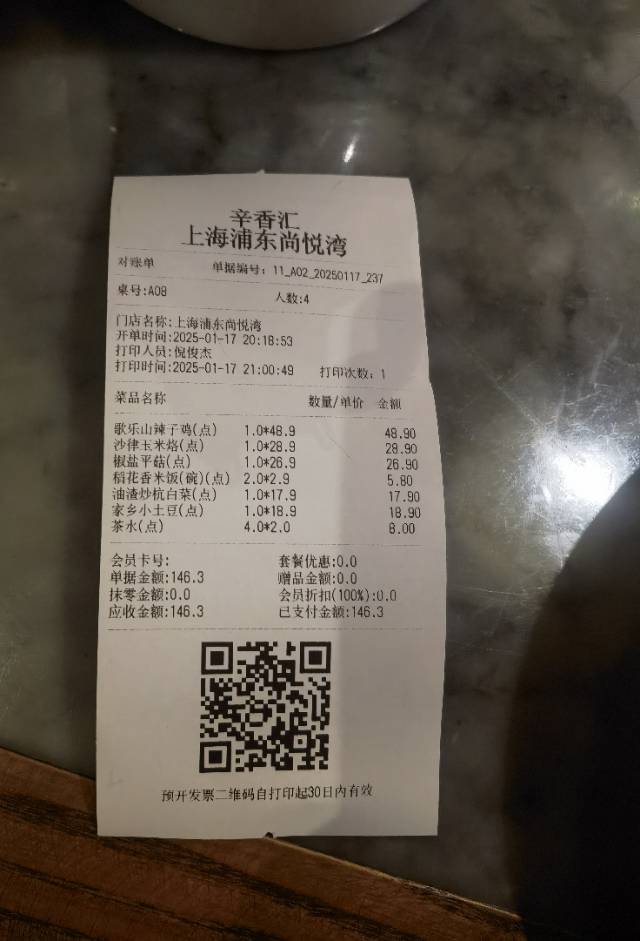 辛香汇
上海浦东尚悦湾
对账单 单据编号: 11_A02_20250117_237
桌号:A08 人数:4
门店名称:上海浦东尚悦湾
开单时间:2025-01-17 20:18:53
打印人员:倪俊杰
打印时间:2025-01-17 21:00:49 打印次数: 1
菜品名称 数量/单价 金额
歌乐山辣子鸡(点) 1.0*48.9 48.90
沙律玉米烙(点) 1.0*28.9 28.90
椒盐平菇(点) 1.0*26.9 26.90
稻花香米饭(碗)(点) 2.0*2.9 5.80
油渣炒杭白菜(点) 1.0*17.9 17.90
家乡小土豆(点) 1.0*18.9 18.90
茶水(点) 4.0*2.0 8.00
会员卡号: 套餐优惠:0.0
单据金额:146.3 赠品金额:0.0
抹零金额:0.0 会员折扣(100%):0.0
应收金额:146.3 已支付金额:146.3
预开发票二维码自打印起30日内有效